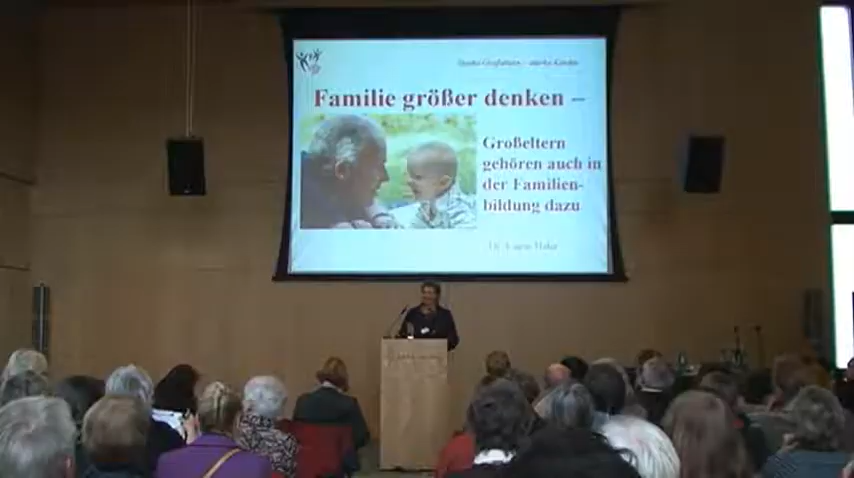 Familie größer denken –
Großeltern
gehören auch in
der Familien-
bildung dazu